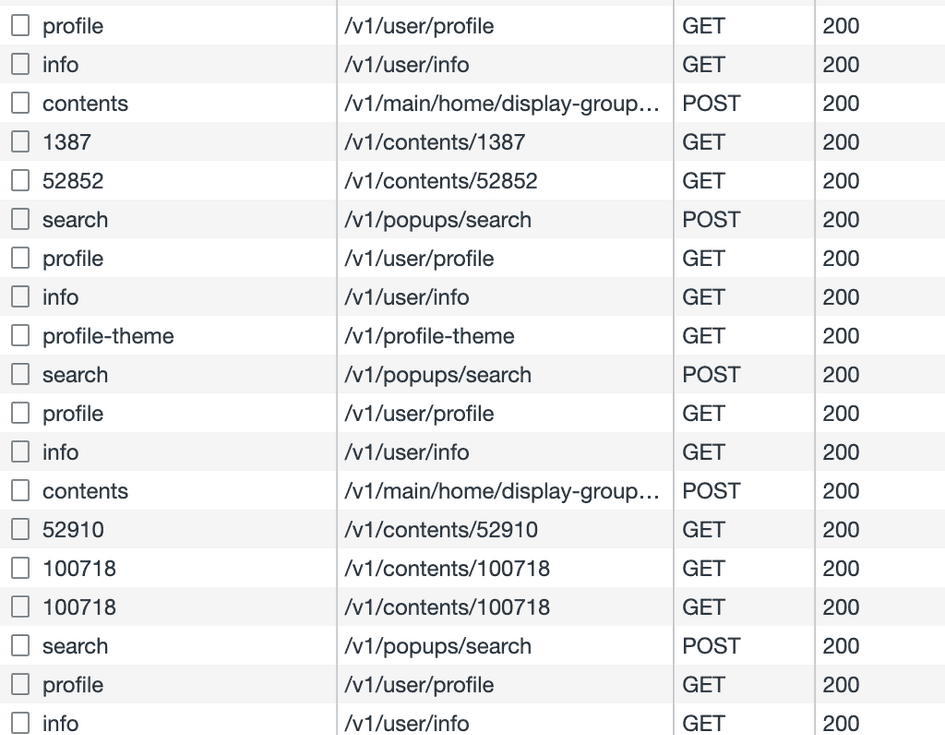 profile /v1/user/profile GET 200
info /v1/user/info GET 200
contents /v1/main/home/display-group... POST 200
1387 /v1/contents/1387 GET 200
52852 /v1/contents/52852 GET 200
search /v1/popups/search POST 200
profile /v1/user/profile GET 200
info /v1/user/info GET 200
profile-theme /v1/profile-theme GET 200
search /v1/popups/search POST 200
profile /v1/user/profile GET 200
info /v1/user/info GET 200
contents /v1/main/home/display-group... POST 200
52910 /v1/contents/52910 GET 200
100718 /v1/contents/100718 GET 200
100718 /v1/contents/100718 GET 200
search /v1/popups/search POST 200
profile /v1/user/profile GET 200
info /v1/user/info GET 200